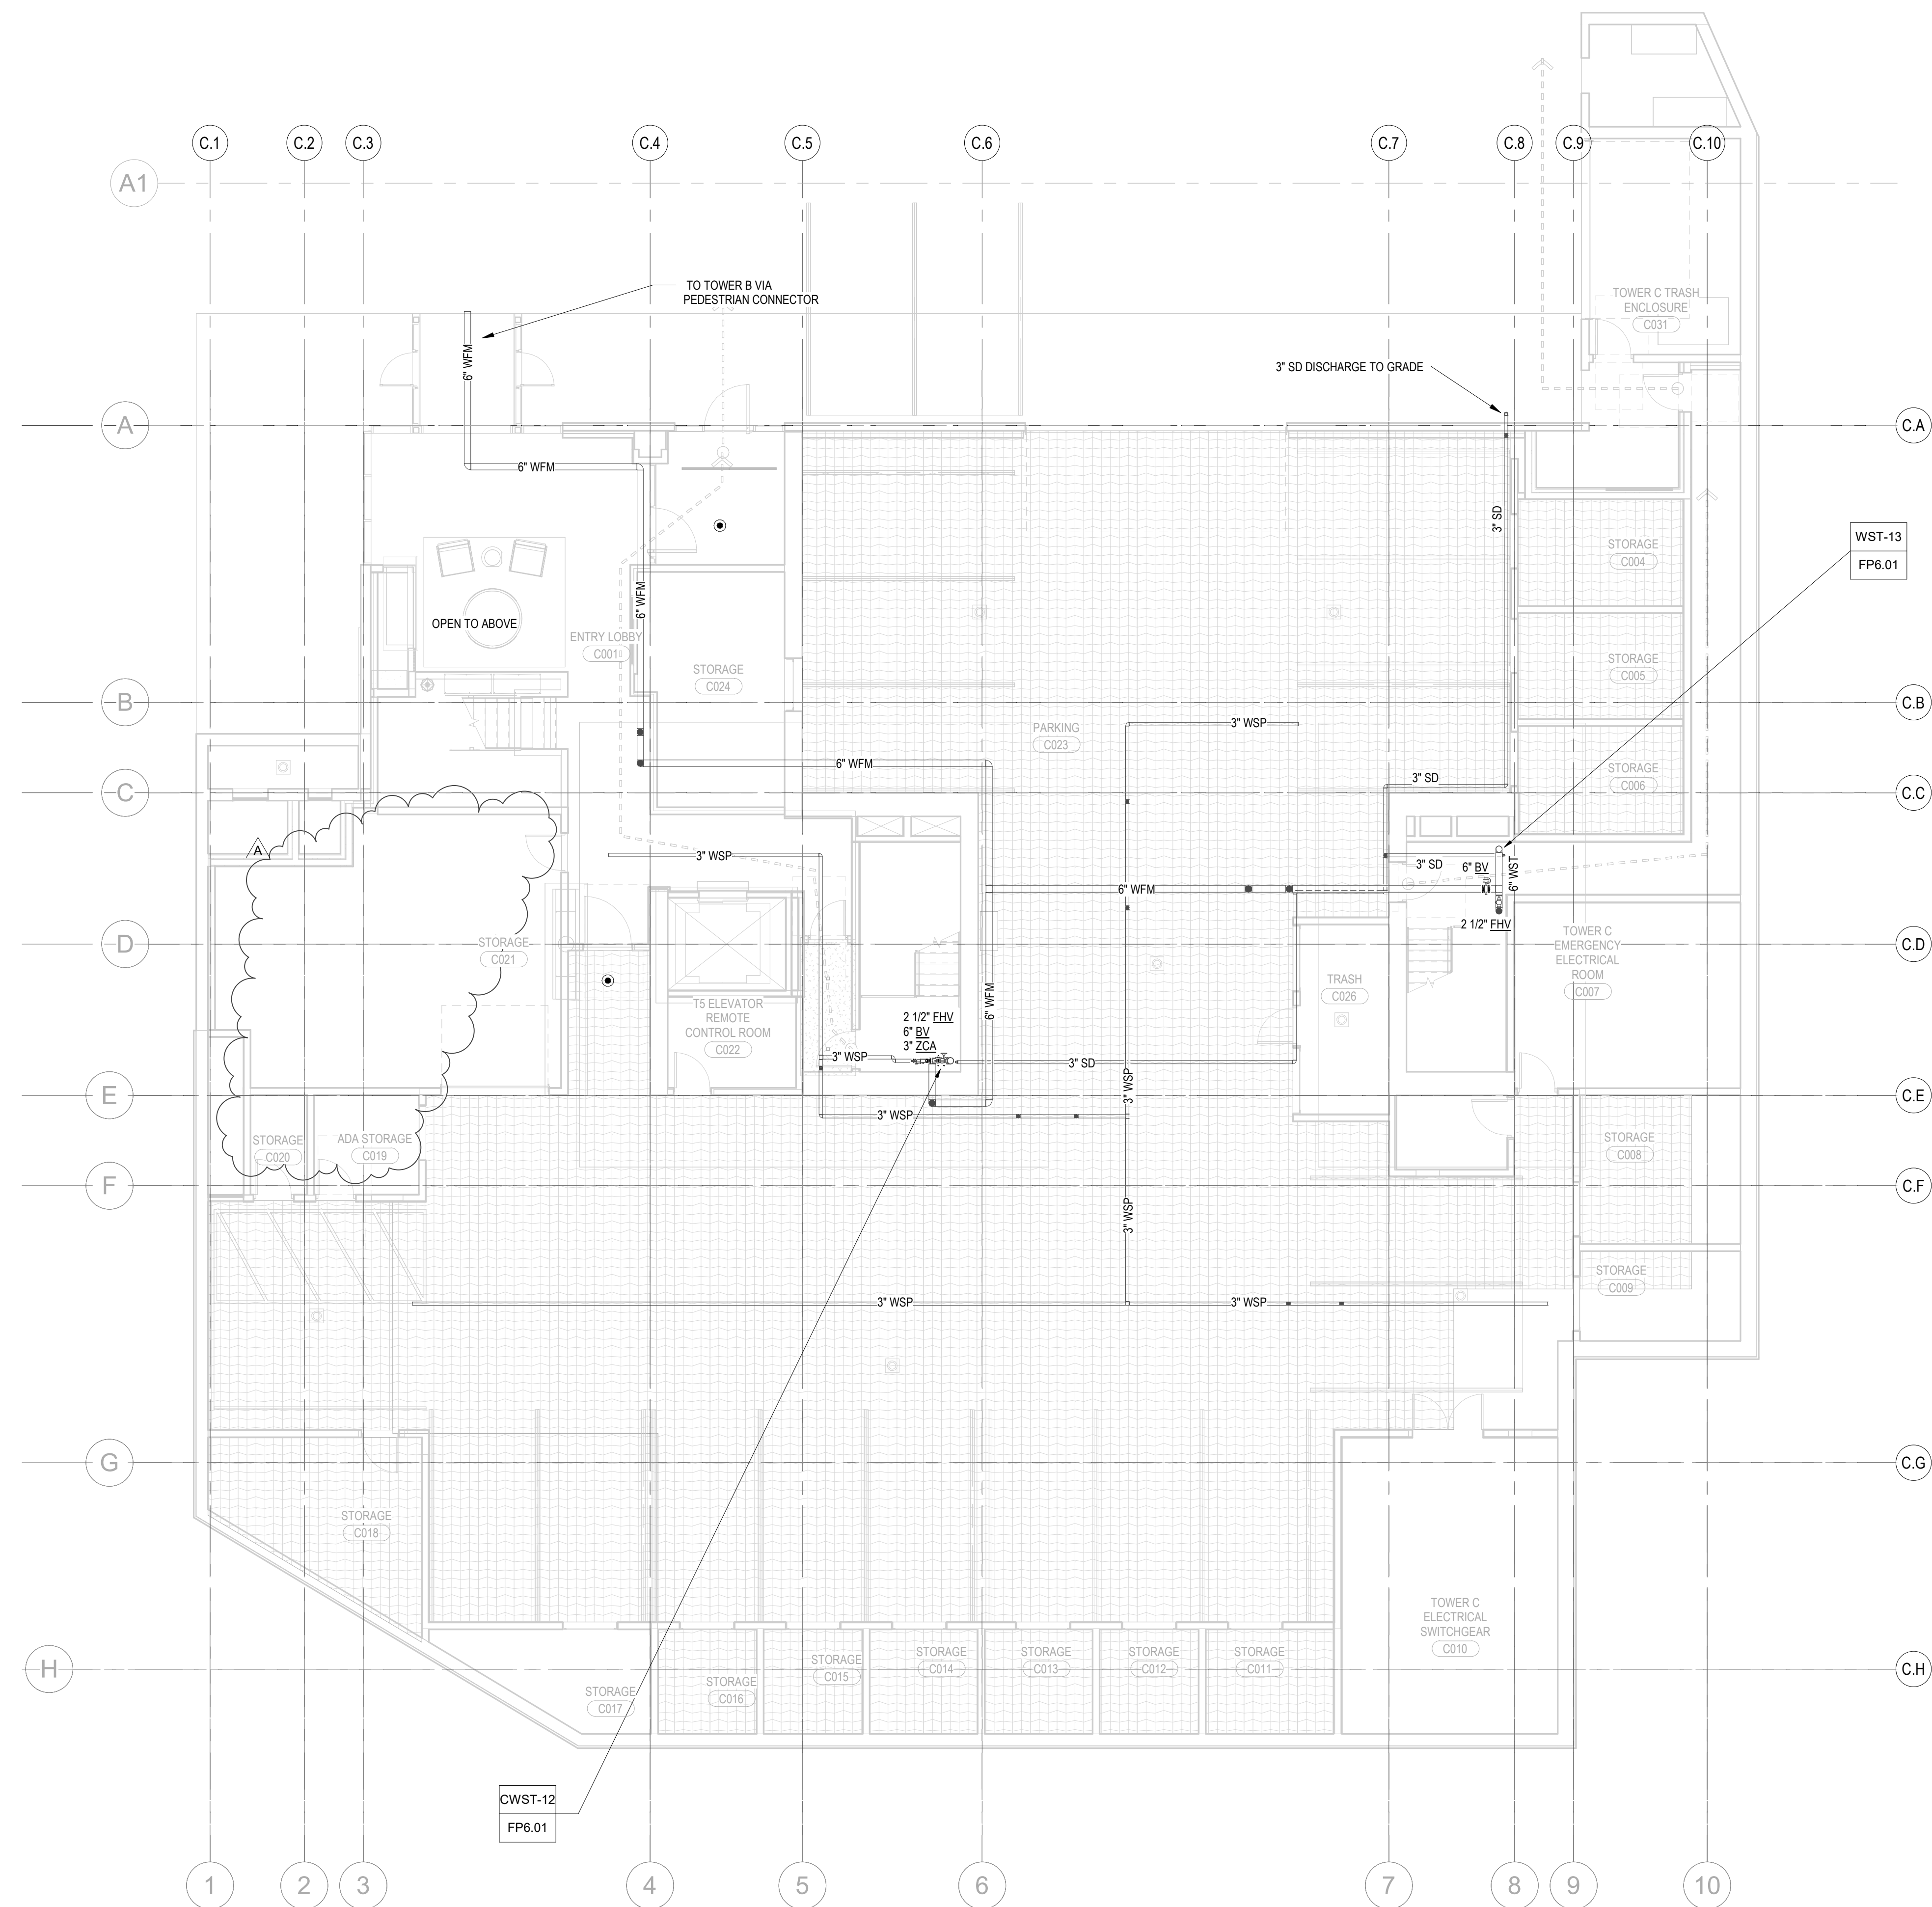 C.1
C.2
C.3
C.4
C.5
C.6
C.7
C.8
C.9
C.10
A1
TO TOWER B VIA
PEDESTRIAN CONNECTOR
TOWER C TRASH
ENCLOSURE
C031
6" WFM
3" SD DISCHARGE TO GRADE
A
C.A
6" WFM
3" SD
WST-13
FP6.01
STORAGE
C004
6" WFM
OPEN TO ABOVE
ENTRY LOBBY
C001
STORAGE
C024
STORAGE
C005
B
C.B
PARKING
C023
3" WSP
6" WFM
3" SD
STORAGE
C006
C
C.C
A
3" WSP
3" SD
6" BV
6" WST
6" WFM
2 1/2" FHV
D
C.D
STORAGE
C021
TOWER C
EMERGENCY
ELECTRICAL
ROOM
C007
TRASH
C026
T5 ELEVATOR
REMOTE
CONTROL ROOM
C022
6" WFM
2 1/2" FHV
6" BV
3" ZCA
3" WSP
3" SD
3" WSP
E
C.E
3" WSP
STORAGE
C020
ADA STORAGE
C019
STORAGE
C008
F
C.F
3" WSP
STORAGE
C009
3" WSP
3" WSP
G
C.G
STORAGE
C018
TOWER C
ELECTRICAL
SWITCHGEAR
C010
H
C.H
STORAGE
C017
STORAGE
C016
STORAGE
C015
STORAGE
C014
STORAGE
C013
STORAGE
C012
STORAGE
C011
CWST-12
FP6.01
1
2
3
4
5
6
7
8
9
10